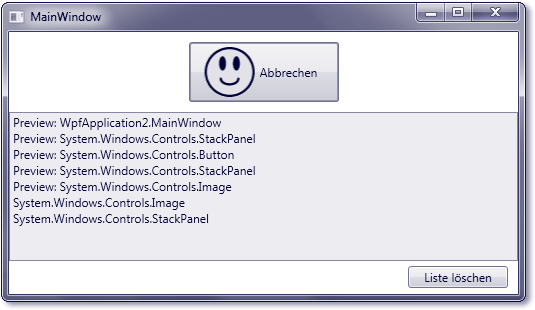 MainWindow
Abbrechen
Preview: WpfApplication2.MainWindow
Preview: System.Windows.Controls.StackPanel
Preview: System.Windows.Controls.Button
Preview: System.Windows.Controls.StackPanel
Preview: System.Windows.Controls.Image
System.Windows.Controls.Image
System.Windows.Controls.StackPanel
Liste löschen